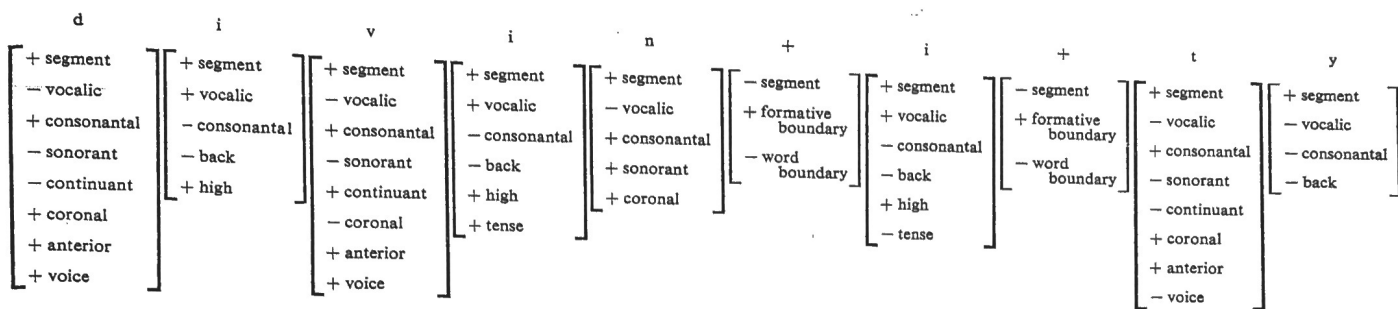 d
+ segment
− vocalic
+ consonantal
− sonorant
− continuant
+ coronal
+ anterior
+ voice
i
+ segment
+ vocalic
− consonantal
− back
+ high
v
+ segment
− vocalic
+ consonantal
− sonorant
+ continuant
− coronal
+ anterior
+ voice
i
+ segment
+ vocalic
− consonantal
− back
+ high
+ tense
n
+ segment
− vocalic
+ consonantal
+ sonorant
+ coronal
+
− segment
+ formative
boundary
− word
boundary
i
+ segment
+ vocalic
− consonantal
− back
+ high
− tense
+
− segment
+ formative
boundary
− word
boundary
t
+ segment
− vocalic
+ consonantal
− sonorant
− continuant
+ coronal
+ anterior
− voice
y
+ segment
− vocalic
− consonantal
− back